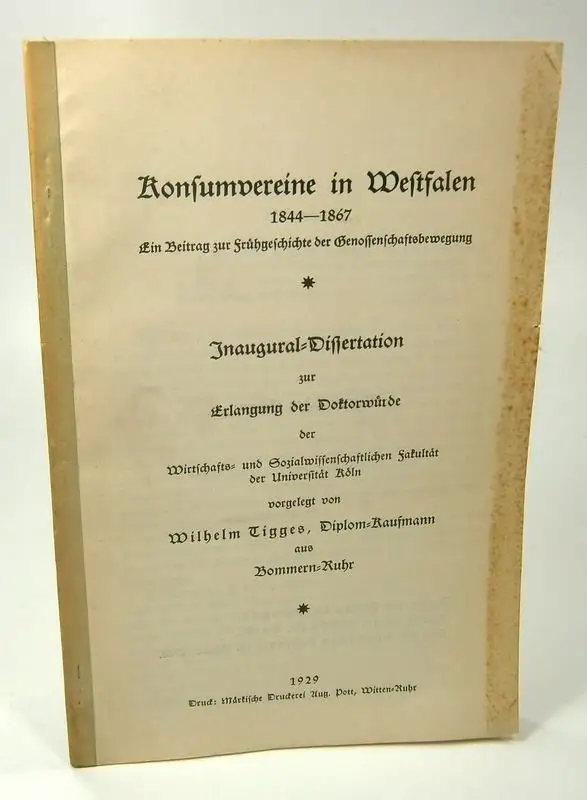 Konsumvereine in Westfalen
1844—1867
Ein Beitrag zur Frühgeschichte der Genossenschaftsbewegung
Inaugural-Dissertation
zur
Erlangung der Doktorwürde
der
Wirtschafts- und Sozialwissenschaftlichen Fakultät
der Universität Köln
vorgelegt von
Wilhelm Tigges, Diplom-Kaufmann
aus
Bommern-Ruhr
1929
Druck: Märkische Druckerei Aug. Pott, Witten-Ruhr